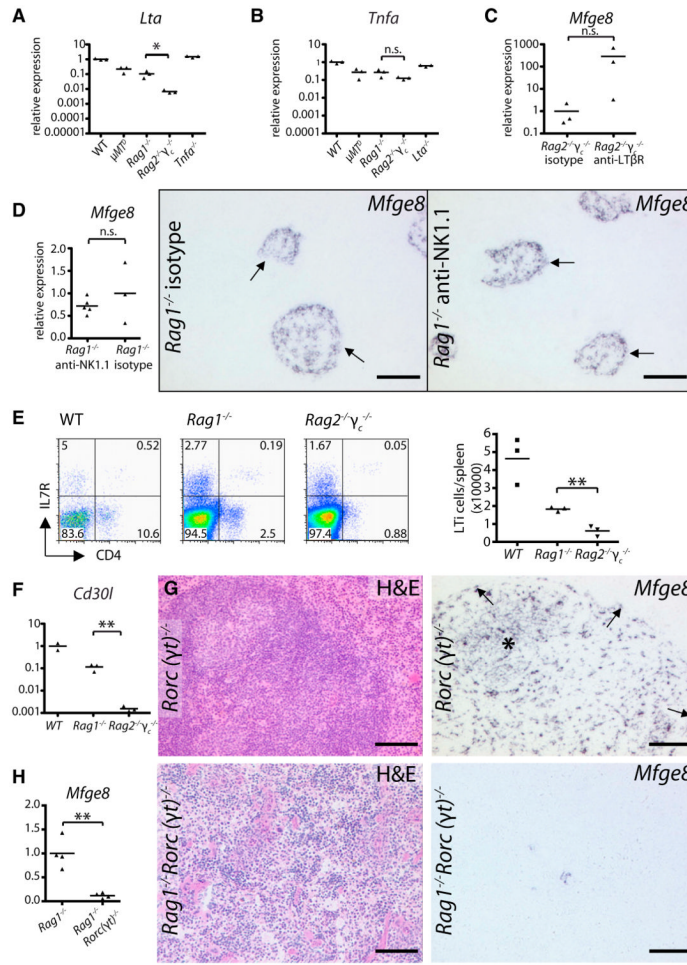 A
Lta
relative expression
10
1
0.1
0.01
0.001
0.0001
0.00001
*
WT
μMT⁰
Rag1⁻/⁻
Rag2⁻/⁻γc⁻/⁻
Tnfa⁻/⁻
B
Tnfa
relative expression
10
1
0.1
0.01
0.001
0.0001
n.s.
WT
μMT⁰
Rag1⁻/⁻
Rag2⁻/⁻γc⁻/⁻
Lta⁻/⁻
C
Mfge8
n.s.
relative expression
1000
100
10
1
0.1
Rag2⁻/⁻γc⁻/⁻ isotype
Rag2⁻/⁻γc⁻/⁻ anti-LTβR
D
Mfge8
n.s.
relative expression
2.0
1.5
1.0
0.5
0.0
Rag1⁻/⁻ anti-NK1.1
Rag1⁻/⁻ isotype
Rag1⁻/⁻ isotype
Mfge8
Rag1⁻/⁻ anti-NK1.1
Mfge8
E
WT
5
0.52
83.6
10.6
IL7R
CD4
Rag1⁻/⁻
2.77
0.19
94.5
2.5
Rag2⁻/⁻γc⁻/⁻
1.67
0.05
97.4
0.88
LTi cells/spleen
(x10000)
6
5
4
3
2
1
0
**
WT
Rag1⁻/⁻
Rag2⁻/⁻γc⁻/⁻
F
Cd30l
relative expression
10
1
0.1
0.01
0.001
**
WT
Rag1⁻/⁻
Rag2⁻/⁻γc⁻/⁻
G
H&E
Rorc (γt)⁻/⁻
Mfge8
Rorc (γt)⁻/⁻
*
H
Mfge8
relative expression
2.0
1.5
1.0
0.5
0.0
**
Rag1⁻/⁻
Rag1⁻/⁻ Rorc(γt)⁻/⁻
H&E
Rag1⁻/⁻Rorc (γt)⁻/⁻
Mfge8
Rag1⁻/⁻Rorc (γt)⁻/⁻